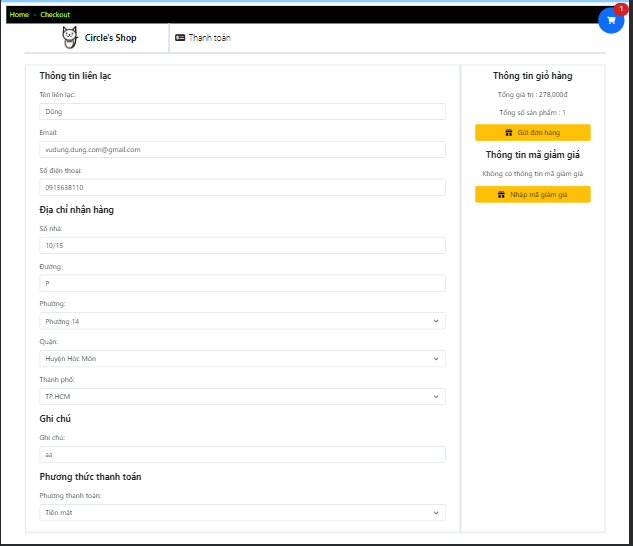 Home - Checkout
1
Circle's Shop
Thanh toán
Thông tin liên lạc
Tên liên lạc:
Dũng
Email:
vudung.dung.com@gmail.com
Số điện thoại:
0913638110
Địa chỉ nhận hàng
Số nhà:
10/15
Đường:
P
Phường:
Phường 14
Quận:
Huyện Hóc Môn
Thành phố:
TP.HCM
Ghi chú
Ghi chú:
aa
Phương thức thanh toán
Phương thanh toán:
Tiền mặt
Thông tin giỏ hàng
Tổng giá trị : 278,000đ
Tổng số sản phẩm : 1
Gửi đơn hàng
Thông tin mã giảm giá
Không có thông tin mã giảm giá
Nhập mã giảm giá